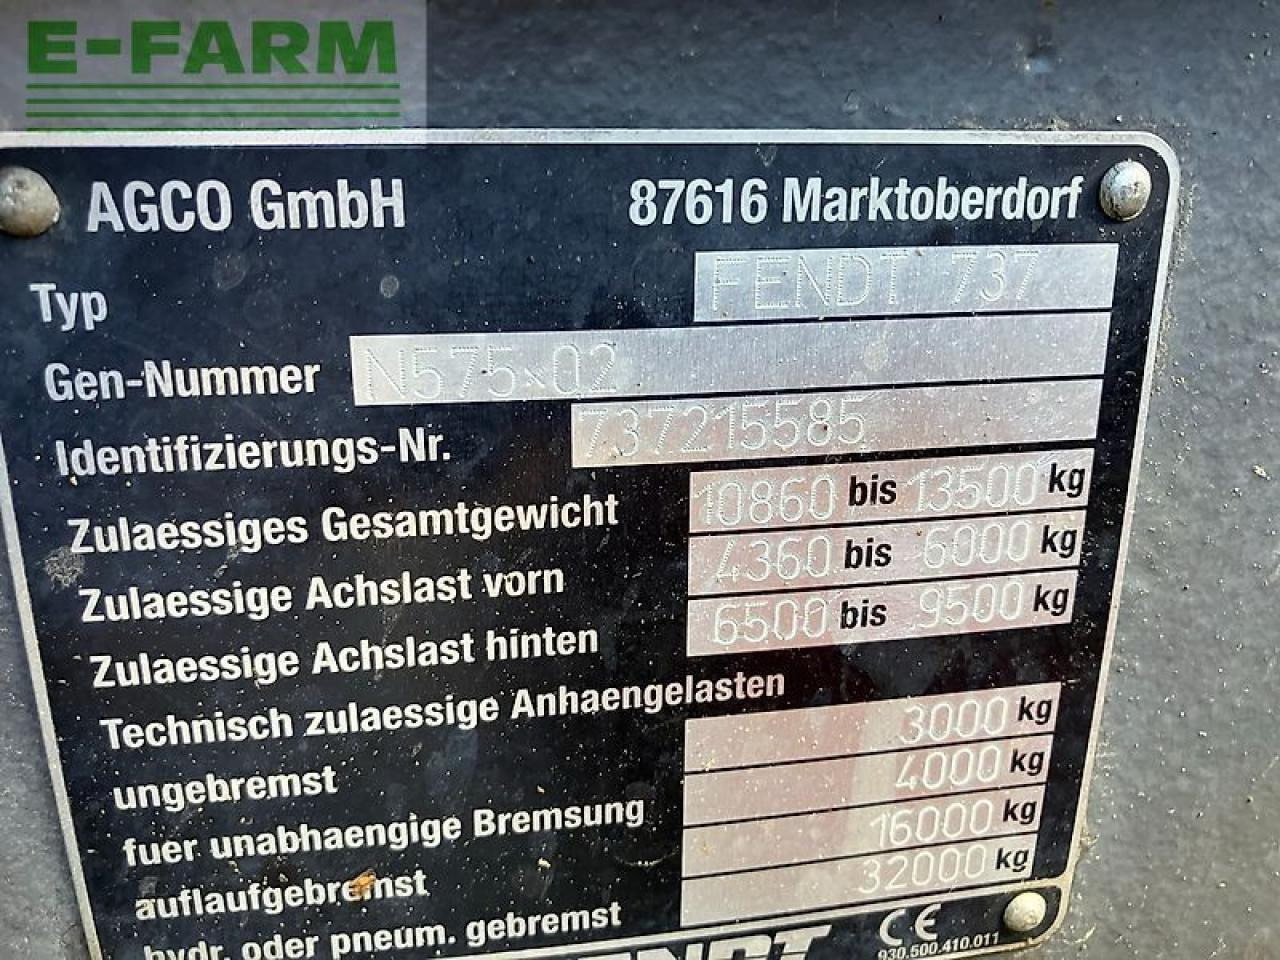 E-FARM
AGCO GmbH 87616 Marktoberdorf
Typ FENDT 737
Gen-Nummer N575×02
Identifizierungs-Nr. 737215585
Zulaessiges Gesamtgewicht 10860 bis 13500 kg
Zulaessige Achslast vorn 4360 bis 6000 kg
Zulaessige Achslast hinten 6500 bis 9500 kg
Technisch zulaessige Anhaengelasten
ungebremst 3000 kg
fuer unabhaengige Bremsung 4000 kg
auflaufgebremst 16000 kg
hydr. oder pneum. gebremst 32000 kg
FENDT CE
930.500.410.011